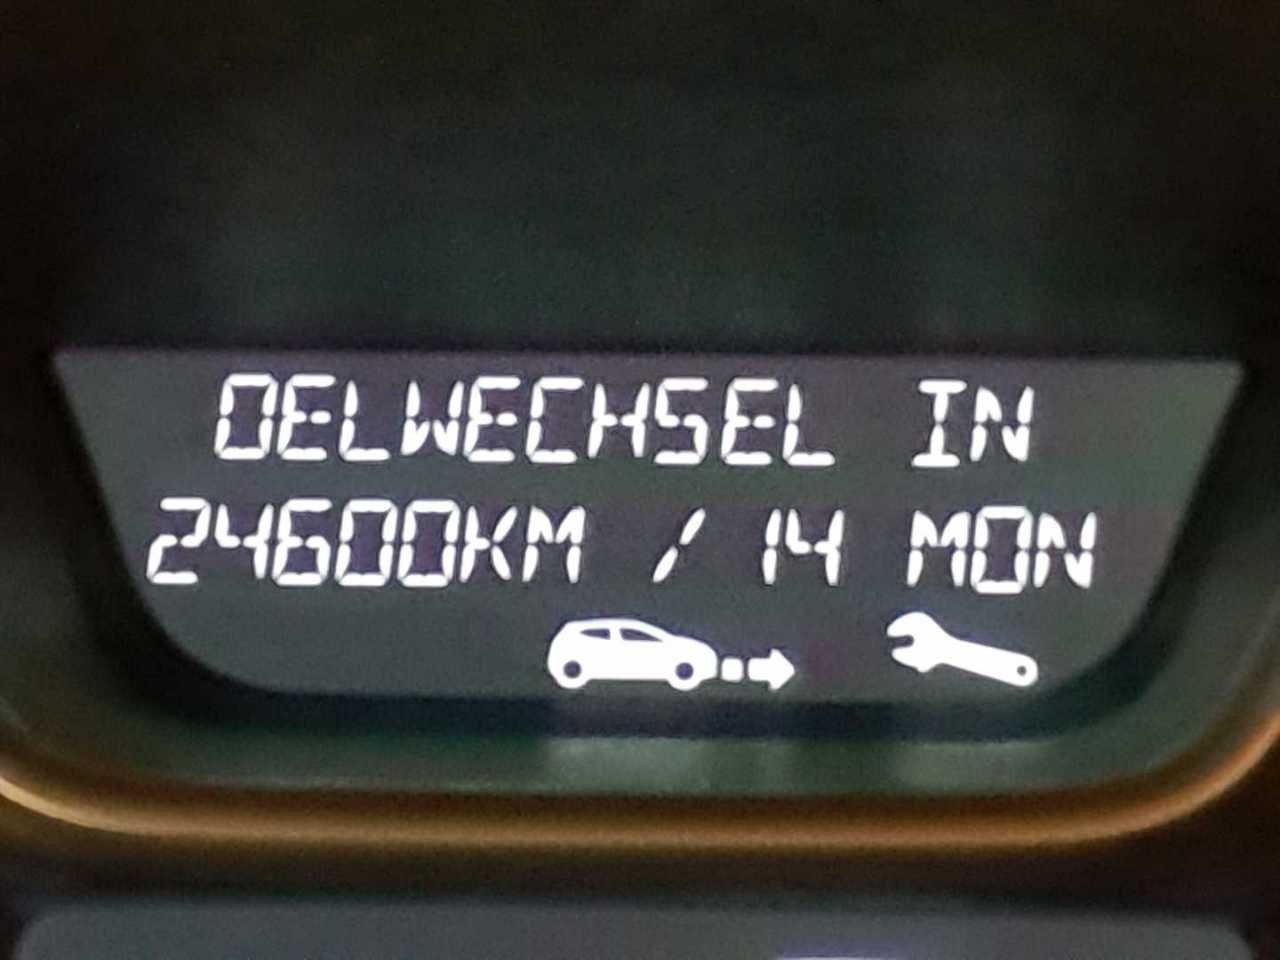 OELWECHSEL IN
24600KM / 14 MON